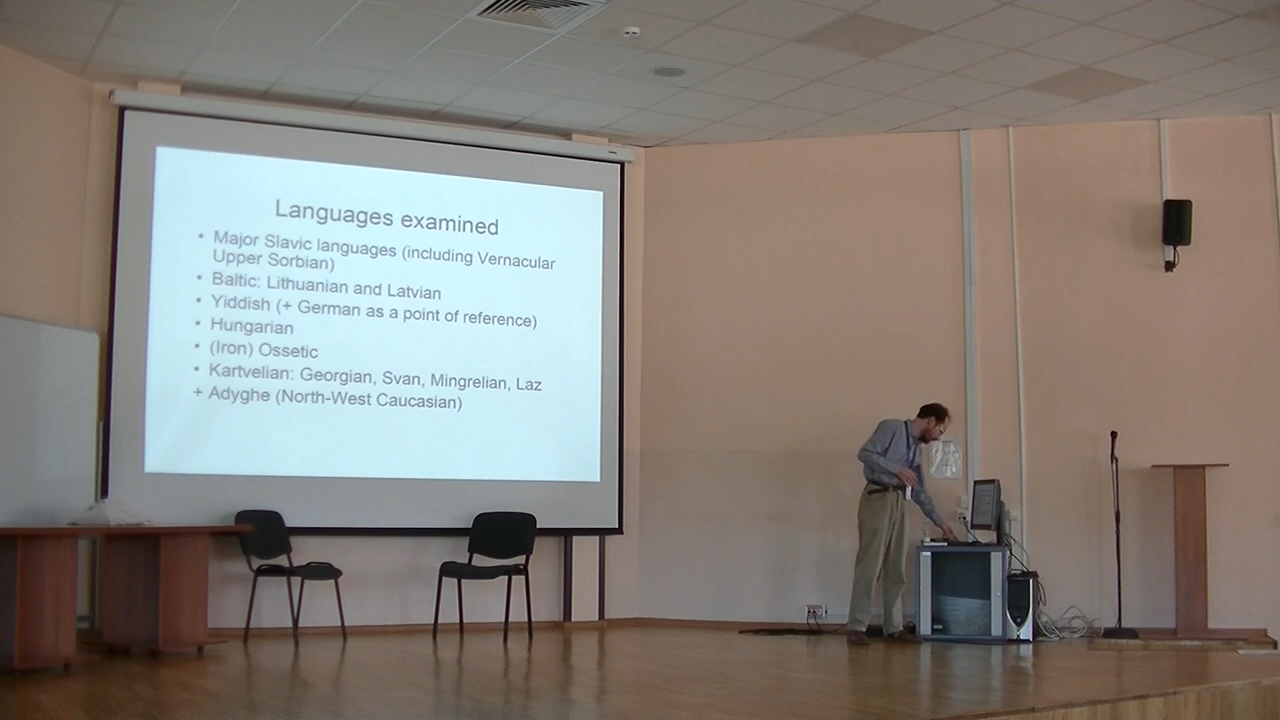 Languages examined
• Major Slavic languages (including Vernacular
Upper Sorbian)
• Baltic: Lithuanian and Latvian
• Yiddish (+ German as a point of reference)
• Hungarian
• (Iron) Ossetic
• Kartvelian: Georgian, Svan, Mingrelian, Laz
+ Adyghe (North-West Caucasian)